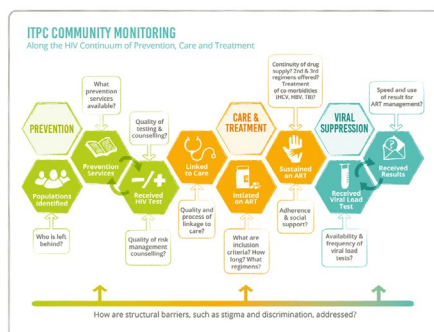 ITPC COMMUNITY MONITORING
Along the HIV Continuum of Prevention, Care and Treatment
What
prevention
services
available?
Quality of
testing &
counselling?
Continuity of drug
supply? 2nd & 3rd
regimens offered?
Treatment
of co-morbidities
(HCV, HBV, TB)?
Speed and use
of result for
ART management?
PREVENTION
CARE &
TREATMENT
VIRAL
SUPPRESSION
Prevention
Services
Linked
to Care
Sustained
on ART
Received
Results
Populations
Identified
Received
HIV Test
Initiated
on ART
Received
Viral Load
Test
Who is left
behind?
Quality of risk
management
counselling?
Quality and
process of
linkage to
care?
What are
inclusion
criteria? How
long? What
regimens?
Adherence
& social
support?
Availability &
frequency of
viral load
tests?
How are structural barriers, such as stigma and discrimination, addressed?